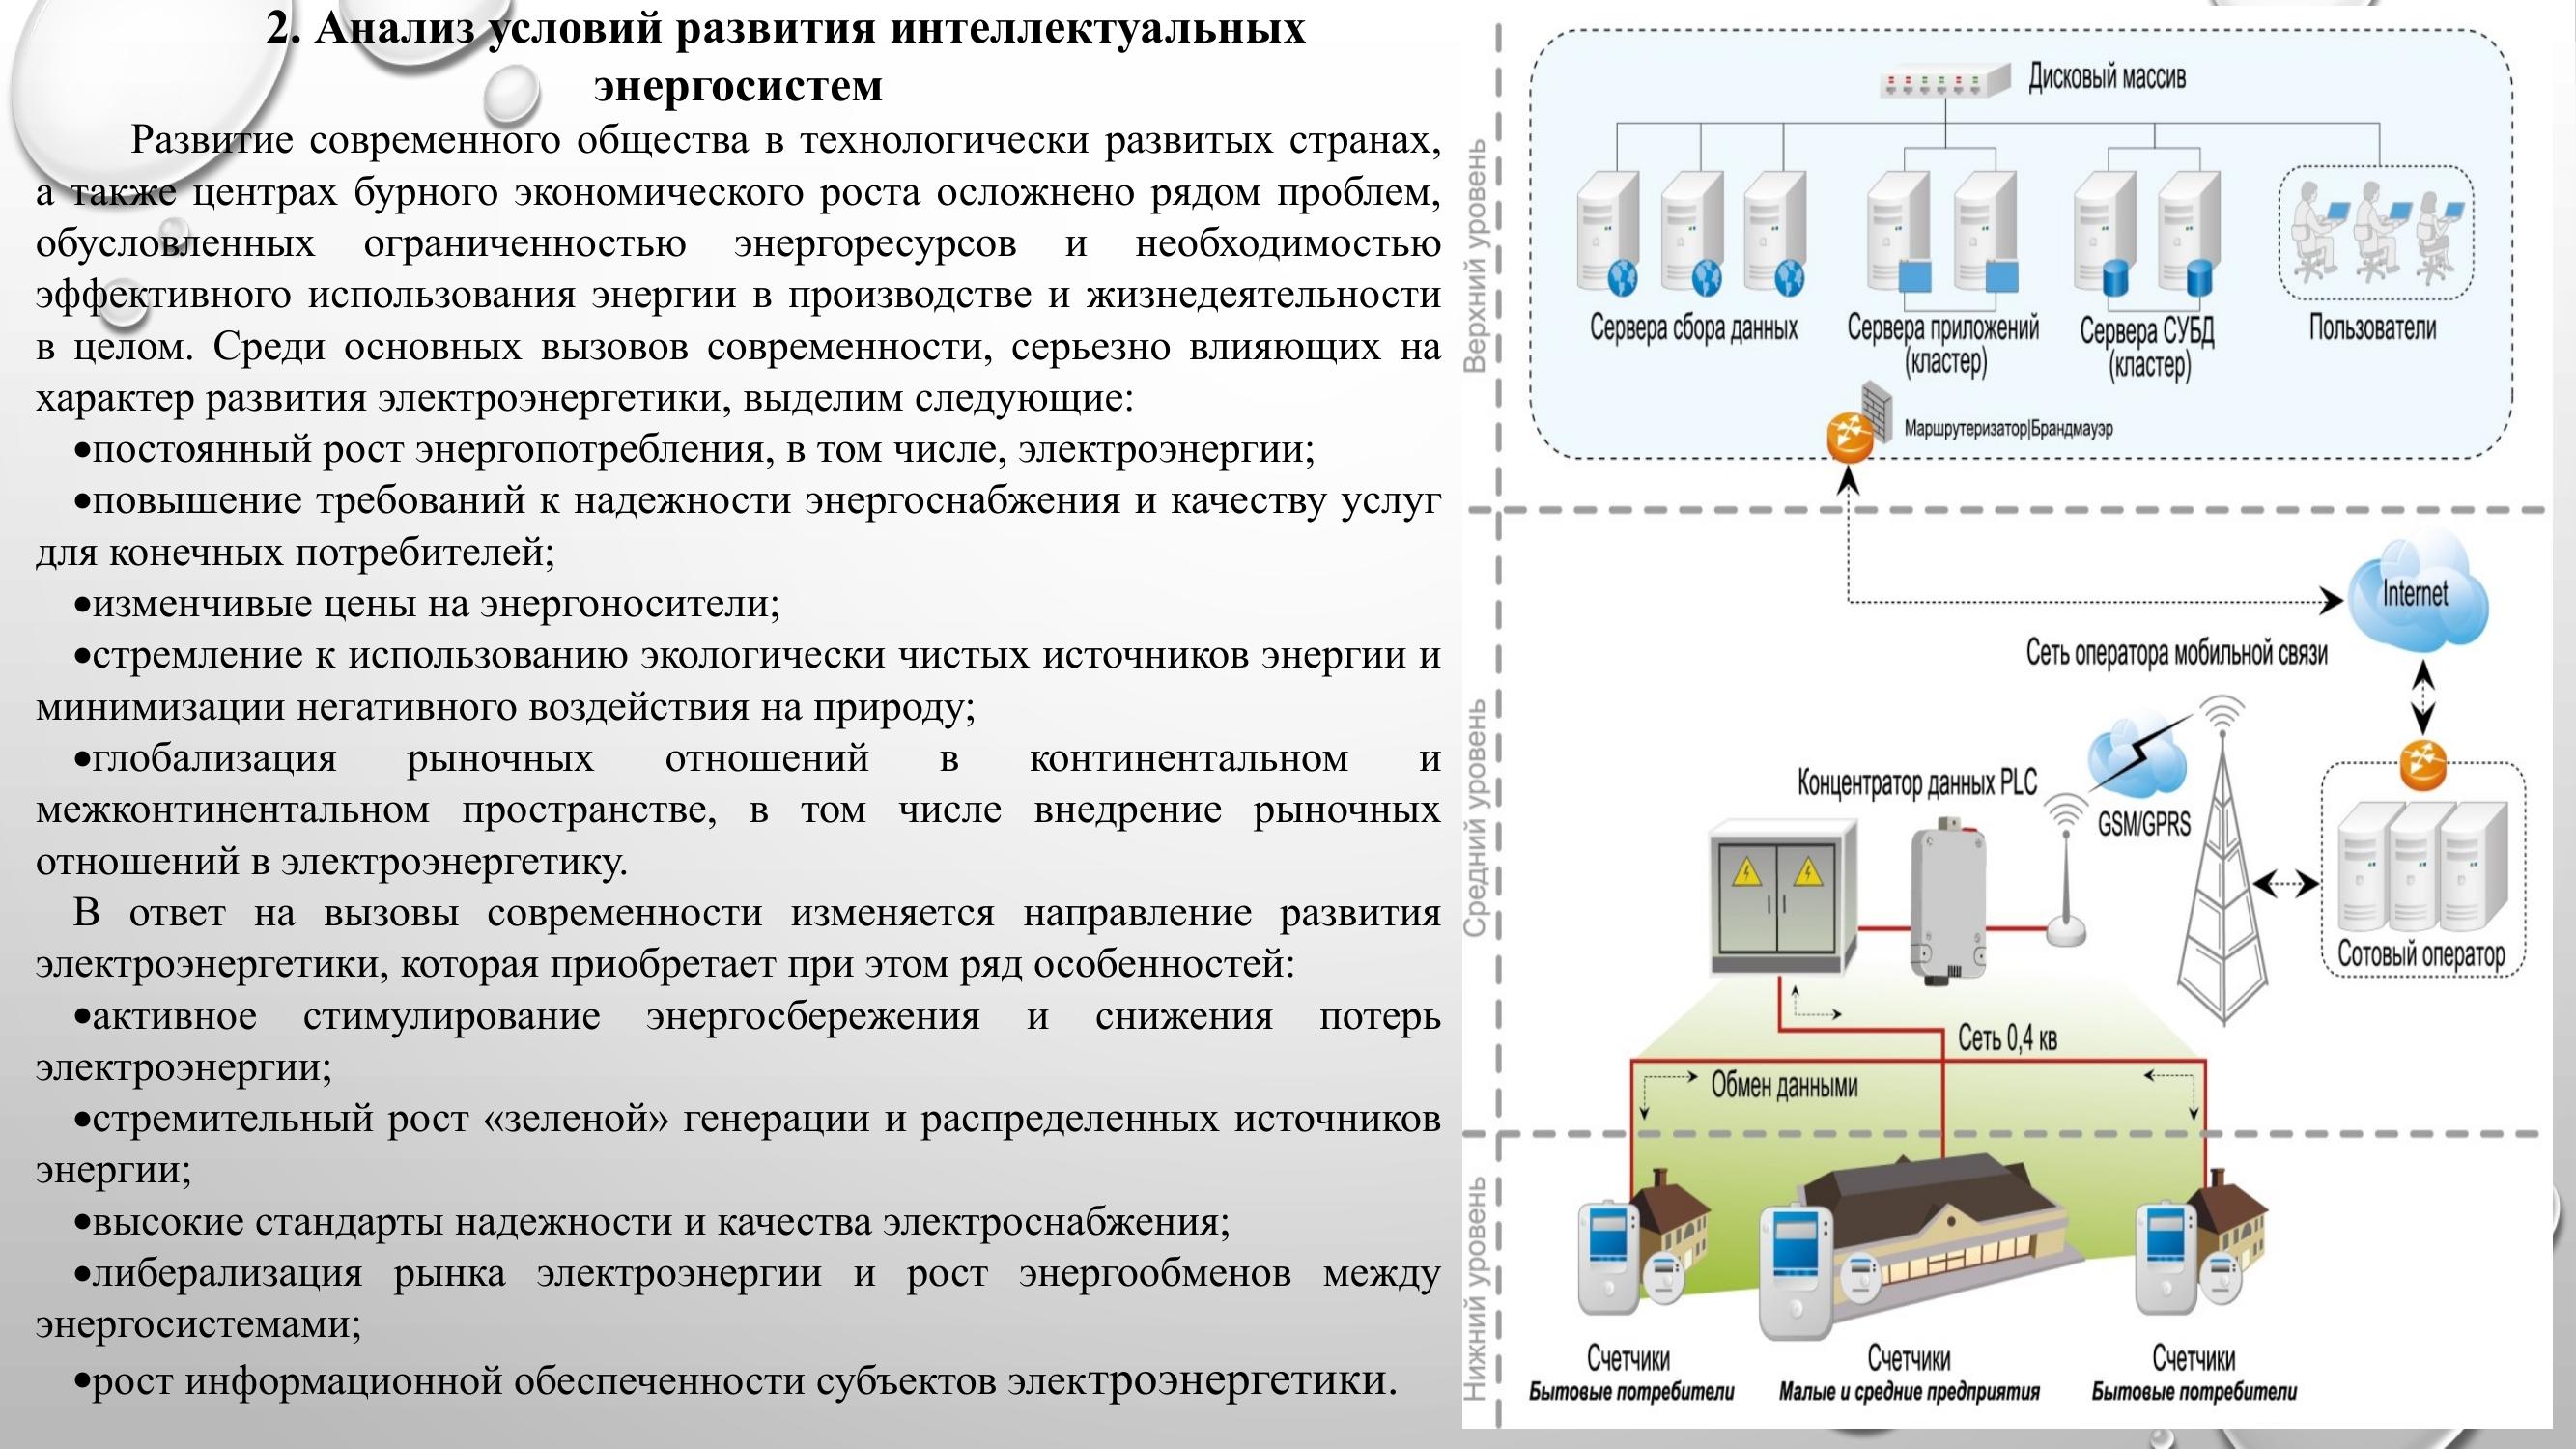 2. Анализ условий развития интеллектуальных
энергосистем
Развитие современного общества в технологически развитых странах,
а также центрах бурного экономического роста осложнено рядом проблем,
обусловленных ограниченностью энергоресурсов и необходимостью
эффективного использования энергии в производстве и жизнедеятельности
в целом. Среди основных вызовов современности, серьезно влияющих на
характер развития электроэнергетики, выделим следующие:
•постоянный рост энергопотребления, в том числе, электроэнергии;
•повышение требований к надежности энергоснабжения и качеству услуг
для конечных потребителей;
•изменчивые цены на энергоносители;
•стремление к использованию экологически чистых источников энергии и
минимизации негативного воздействия на природу;
•глобализация рыночных отношений в континентальном и
межконтинентальном пространстве, в том числе внедрение рыночных
отношений в электроэнергетику.
В ответ на вызовы современности изменяется направление развития
электроэнергетики, которая приобретает при этом ряд особенностей:
•активное стимулирование энергосбережения и снижения потерь
электроэнергии;
•стремительный рост «зеленой» генерации и распределенных источников
энергии;
•высокие стандарты надежности и качества электроснабжения;
•либерализация рынка электроэнергии и рост энергообменов между
энергосистемами;
•рост информационной обеспеченности субъектов электроэнергетики.
Верхний уровень
Дисковый массив
Сервера сбора данных
Сервера приложений
(кластер)
Сервера СУБД
(кластер)
Пользователи
Маршрутеризатор|Брандмауэр
Средний уровень
Internet
Сеть оператора мобильной связи
Концентратор данных PLC
GSM/GPRS
Сотовый оператор
Сеть 0,4 кв
Обмен данными
Нижний уровень
Счетчики
Бытовые потребители
Счетчики
Малые и средние предприятия
Счетчики
Бытовые потребители